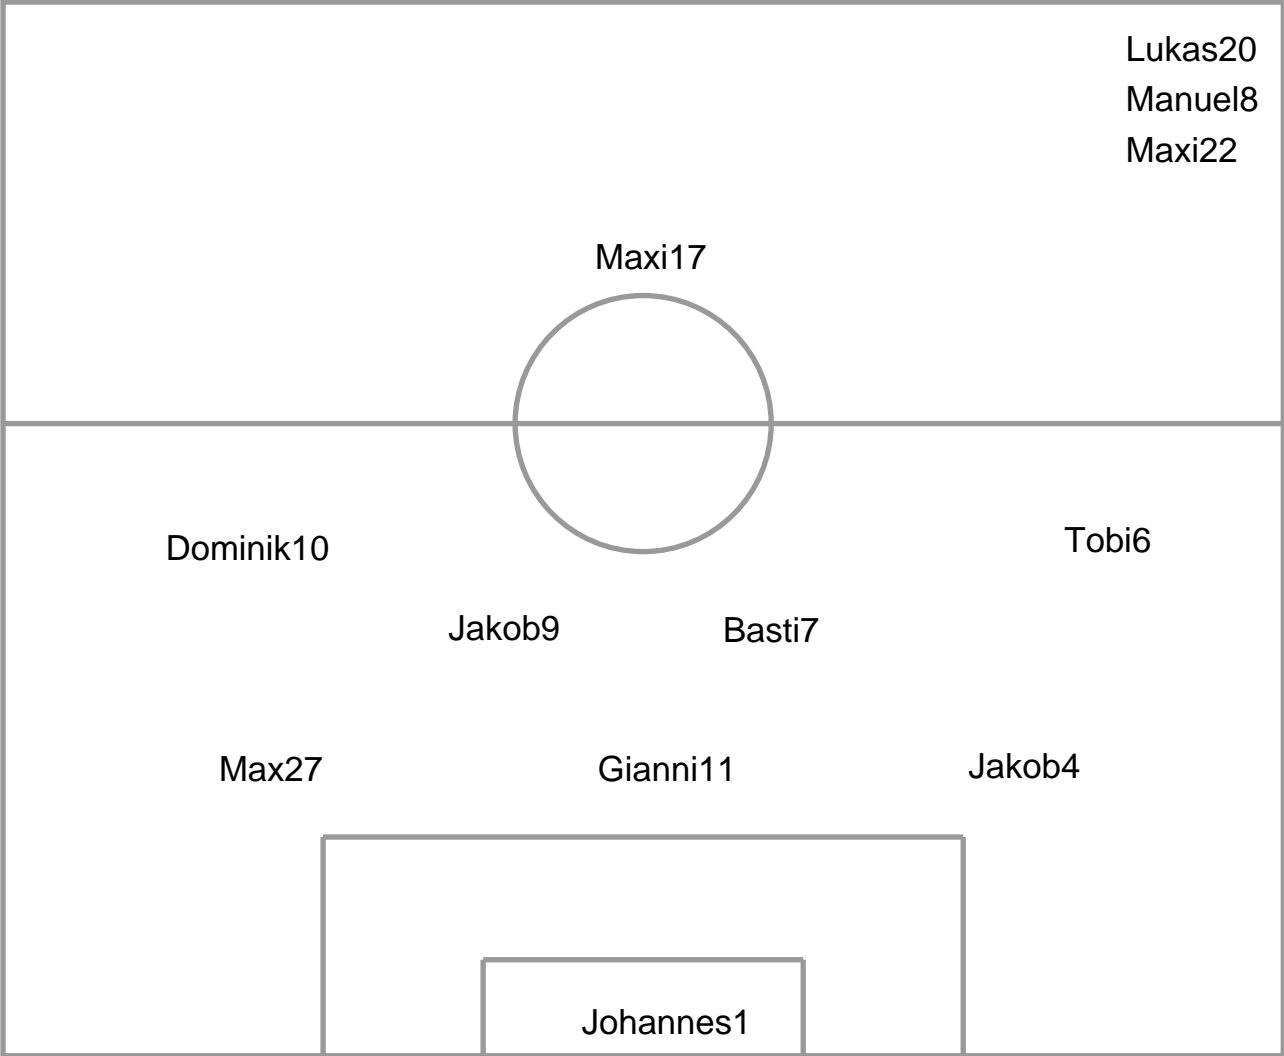 Lukas20
Manuel8
Maxi22
Maxi17
Dominik10
Tobi6
Jakob9
Basti7
Max27
Gianni11
Jakob4
Johannes1